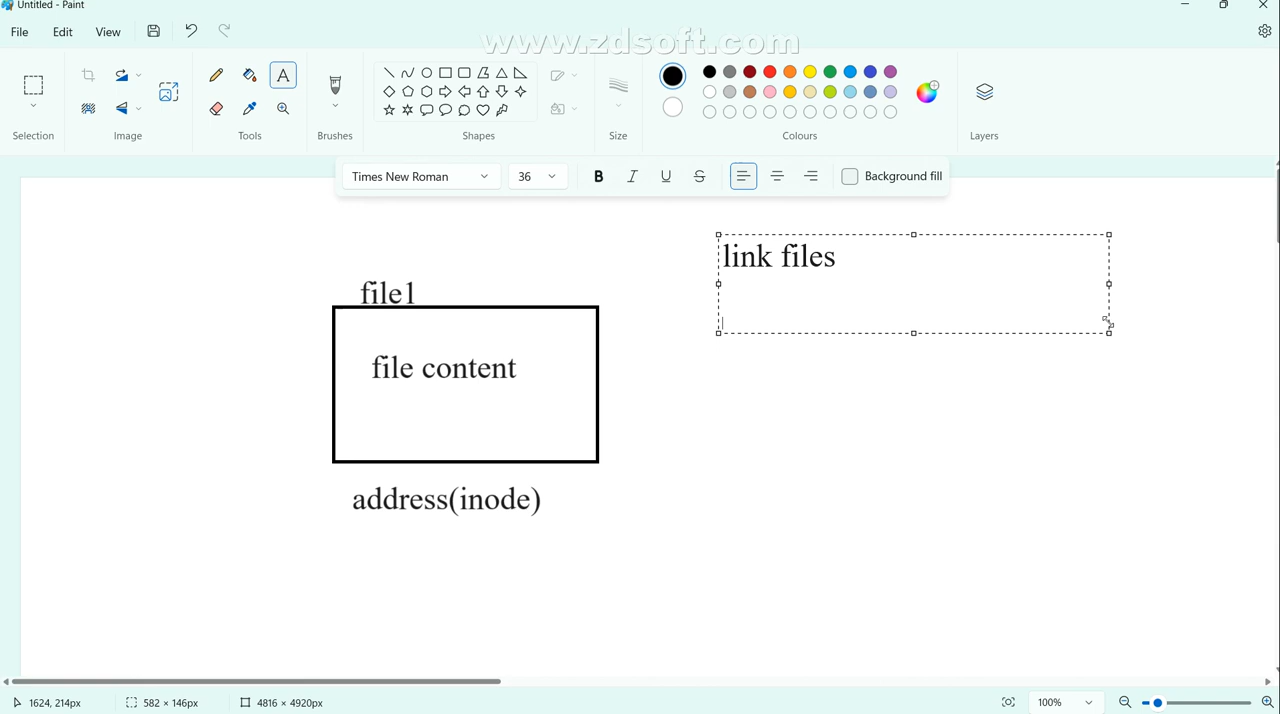 Untitled - Paint
File Edit View
www.zdsoft.com
Selection Image Tools Brushes Shapes Size Colours Layers
Times New Roman 36 B I U S Background fill
link files
file1
file content
address(inode)
1624, 214px 582 × 146px 4816 × 4920px 100%